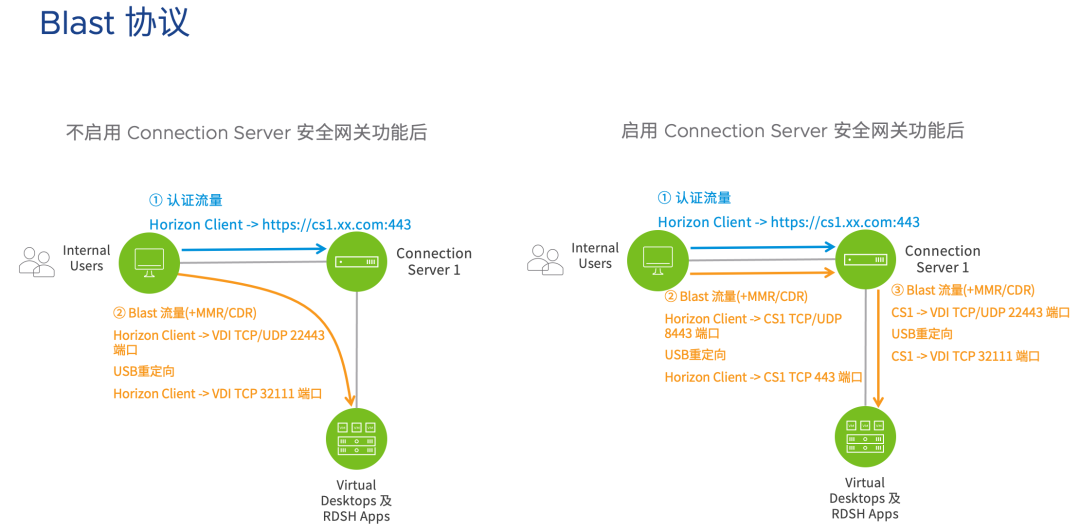 Blast 协议
不启用 Connection Server 安全网关功能后
① 认证流量
Horizon Client -> https://cs1.xx.com:443
Internal
Users
Connection
Server 1
② Blast 流量(+MMR/CDR)
Horizon Client -> VDI TCP/UDP 22443
端口
USB重定向
Horizon Client -> VDI TCP 32111 端口
Virtual
Desktops 及
RDSH Apps
启用 Connection Server 安全网关功能后
① 认证流量
Horizon Client -> https://cs1.xx.com:443
Internal
Users
Connection
Server 1
② Blast 流量(+MMR/CDR)
Horizon Client -> CS1 TCP/UDP
8443 端口
USB重定向
Horizon Client -> CS1 TCP 443 端口
③ Blast 流量(+MMR/CDR)
CS1 -> VDI TCP/UDP 22443 端口
USB重定向
CS1 -> VDI TCP 32111 端口
Virtual
Desktops 及
RDSH Apps